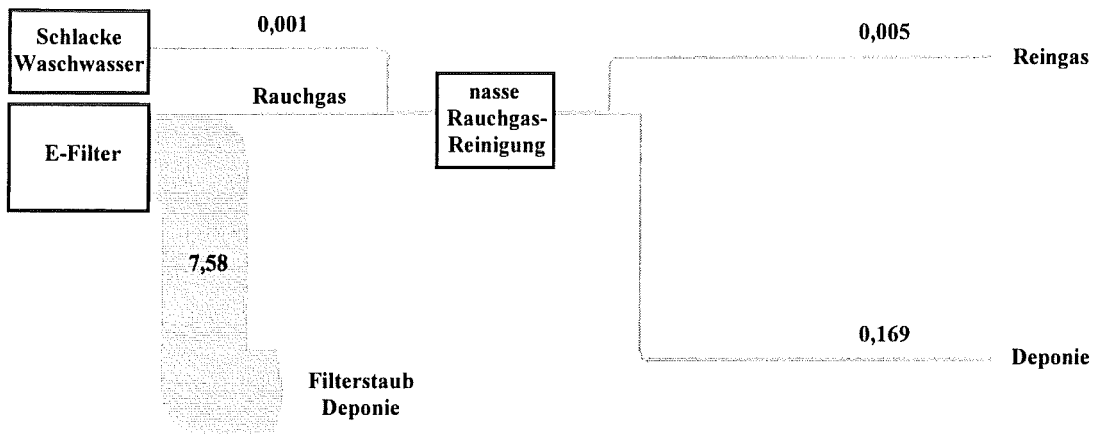 Schlacke
Waschwasser
0,001
0,005
Reingas
Rauchgas
nasse
Rauchgas-
Reinigung
E-Filter
7,58
0,169
Deponie
Filterstaub
Deponie